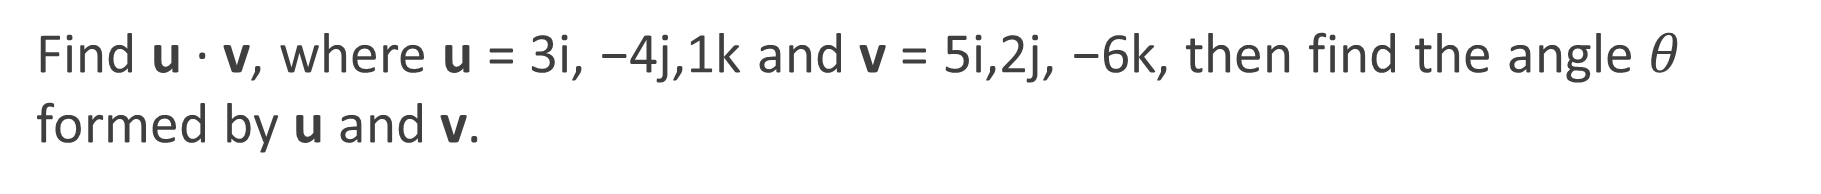 Find u · v, where u = 3i, −4j,1k and v = 5i,2j, −6k, then find the angle θ
formed by u and v.